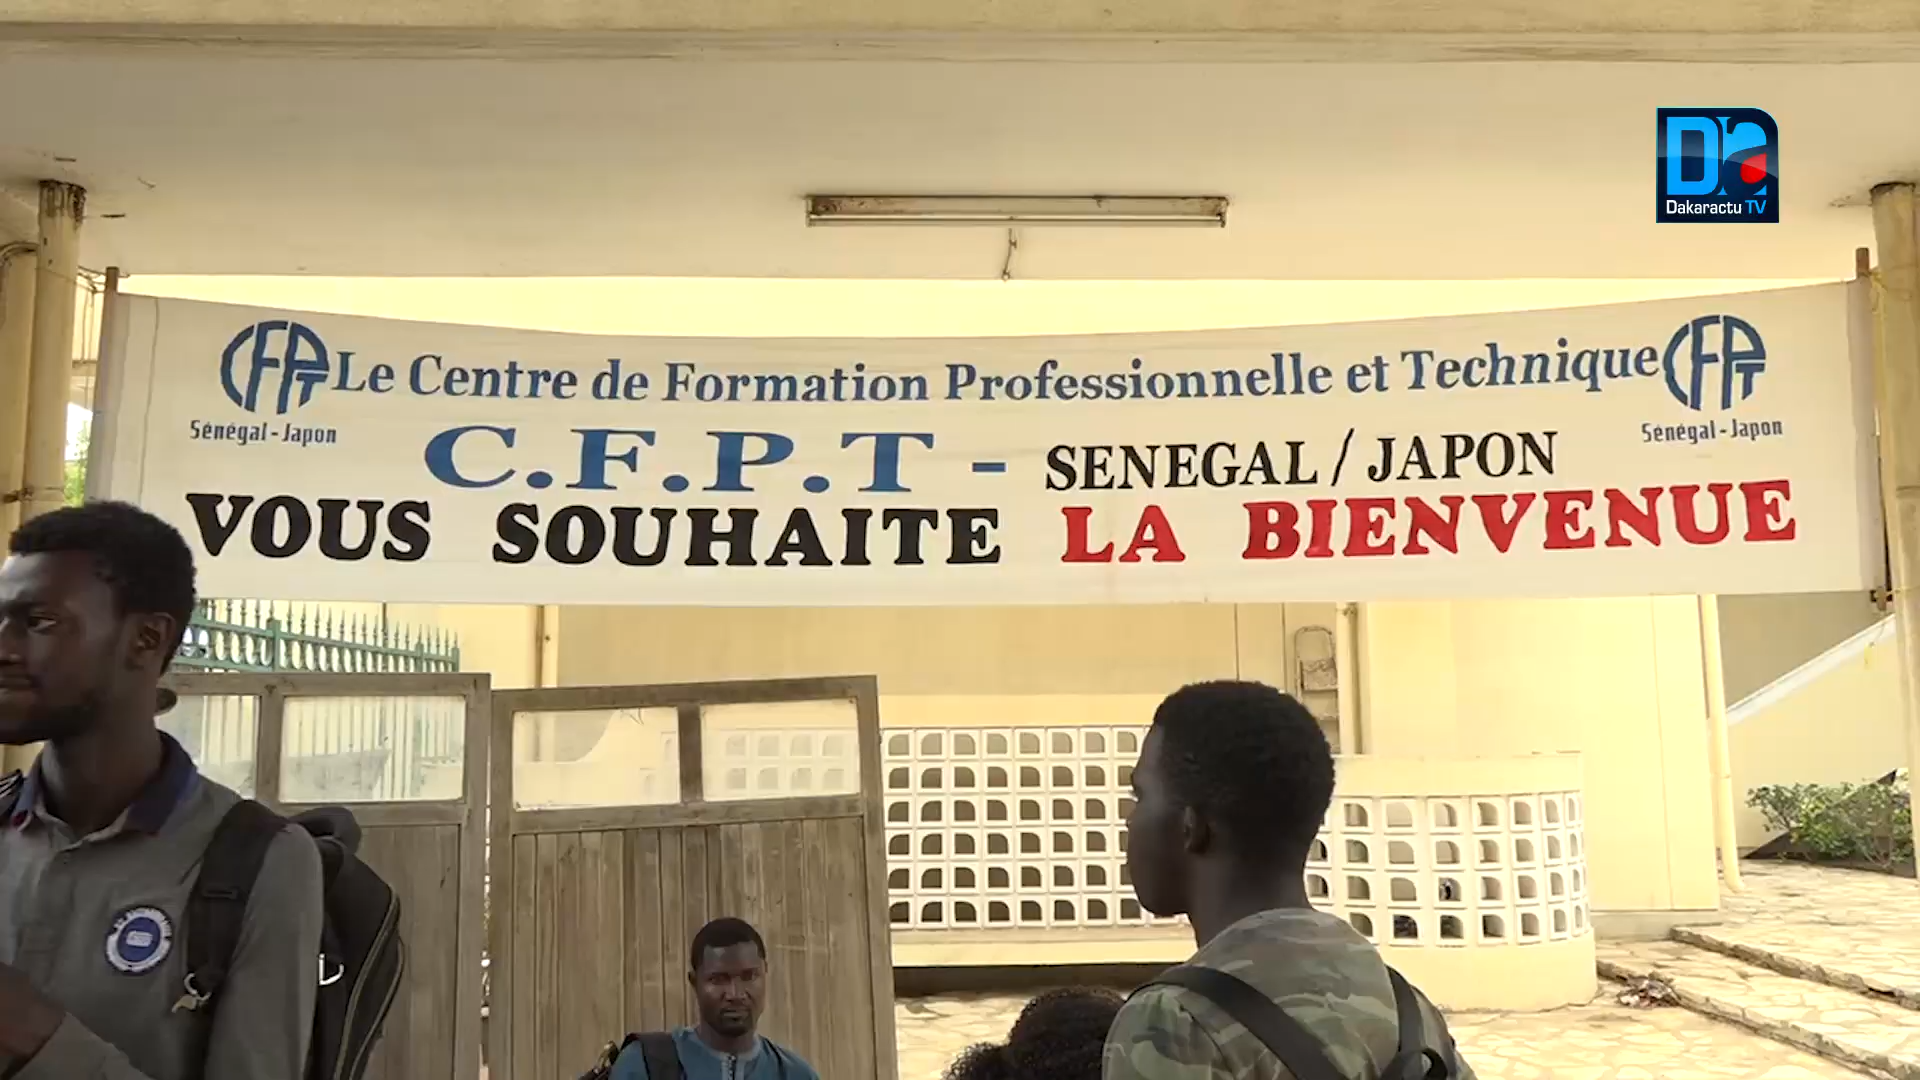 Dakaractu TV
CFPT Le Centre de Formation Professionnelle et Technique CFPT
Sénégal-Japon Sénégal-Japon
C.F.P.T - SENEGAL / JAPON
VOUS SOUHAITE LA BIENVENUE